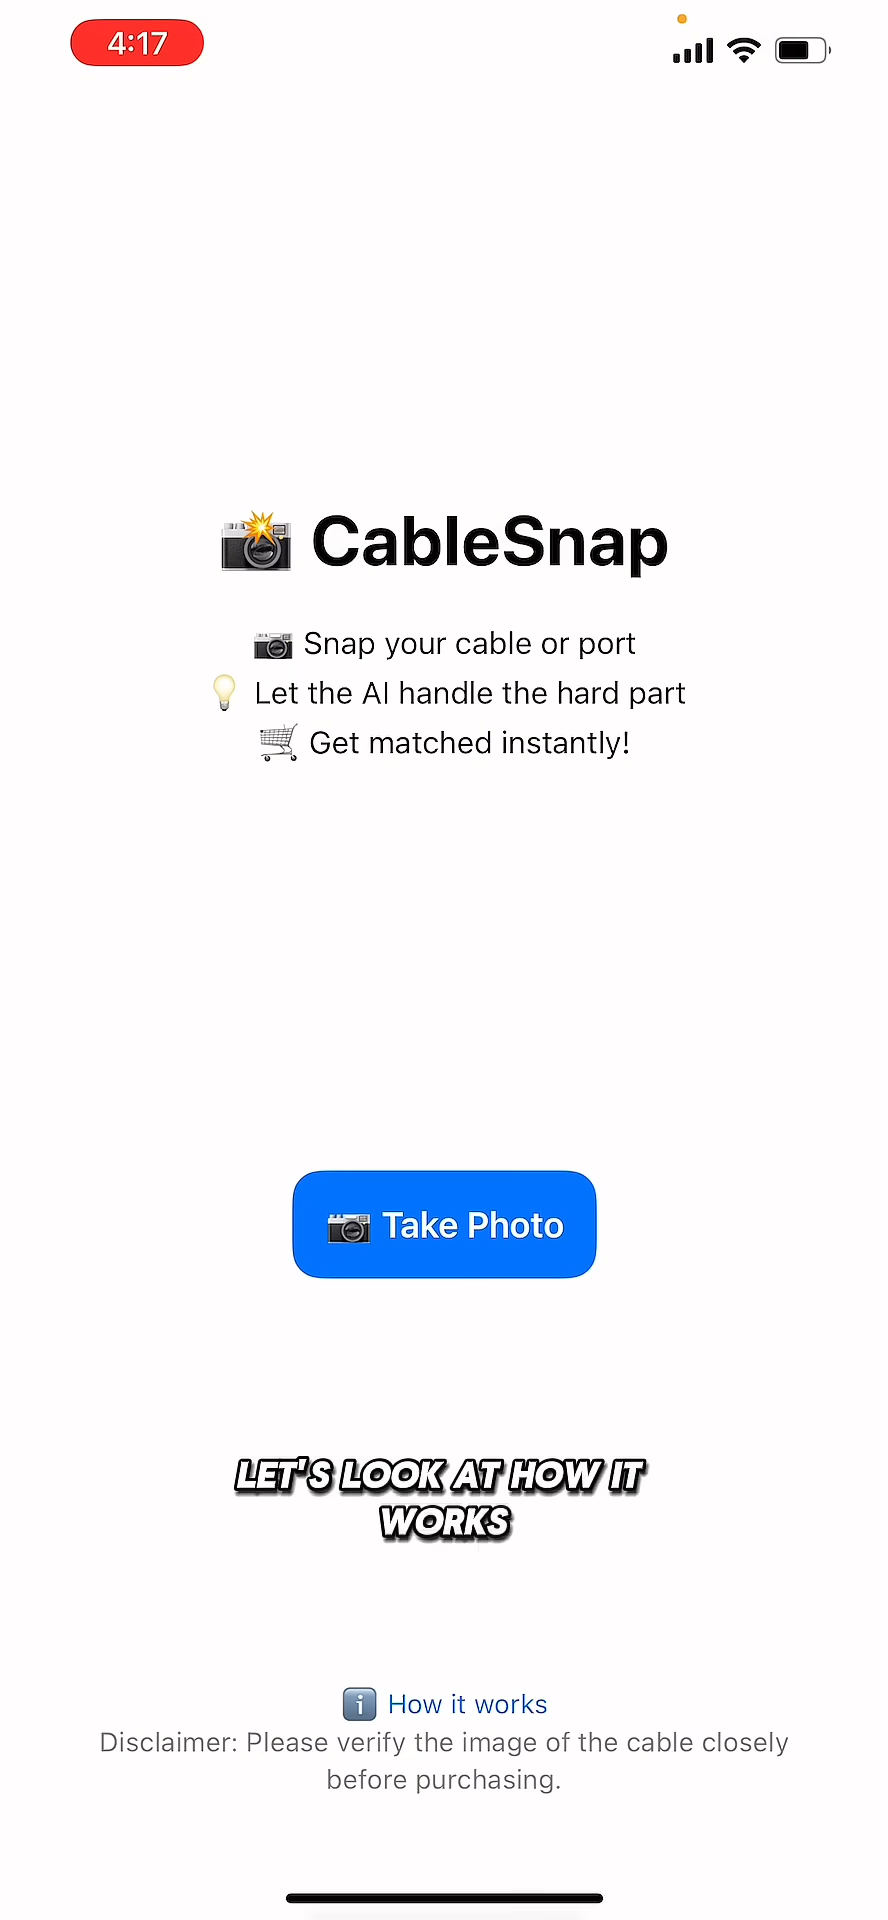 4:17
CableSnap
Snap your cable or port
Let the AI handle the hard part
Get matched instantly!
Take Photo
LET'S LOOK AT HOW IT
WORKS
How it works
Disclaimer: Please verify the image of the cable closely
before purchasing.